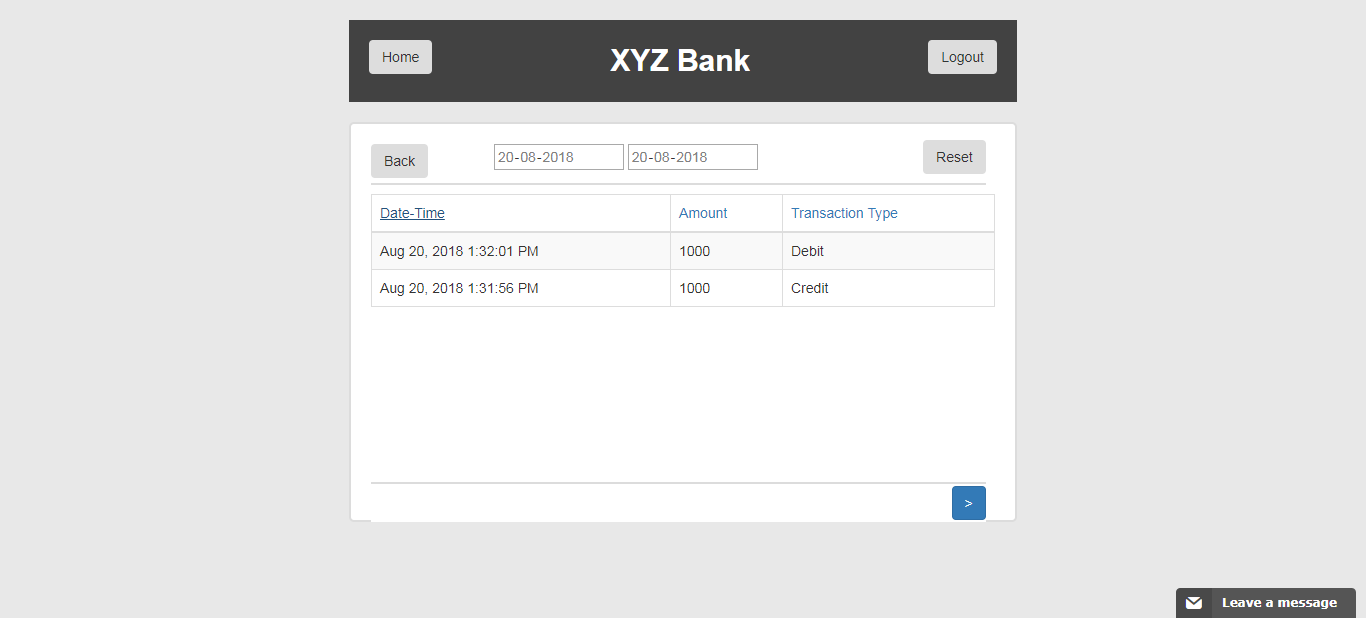 Home XYZ Bank Logout
Back 20-08-2018 20-08-2018 Reset
Date-Time Amount Transaction Type
Aug 20, 2018 1:32:01 PM 1000 Debit
Aug 20, 2018 1:31:56 PM 1000 Credit
>
Leave a message